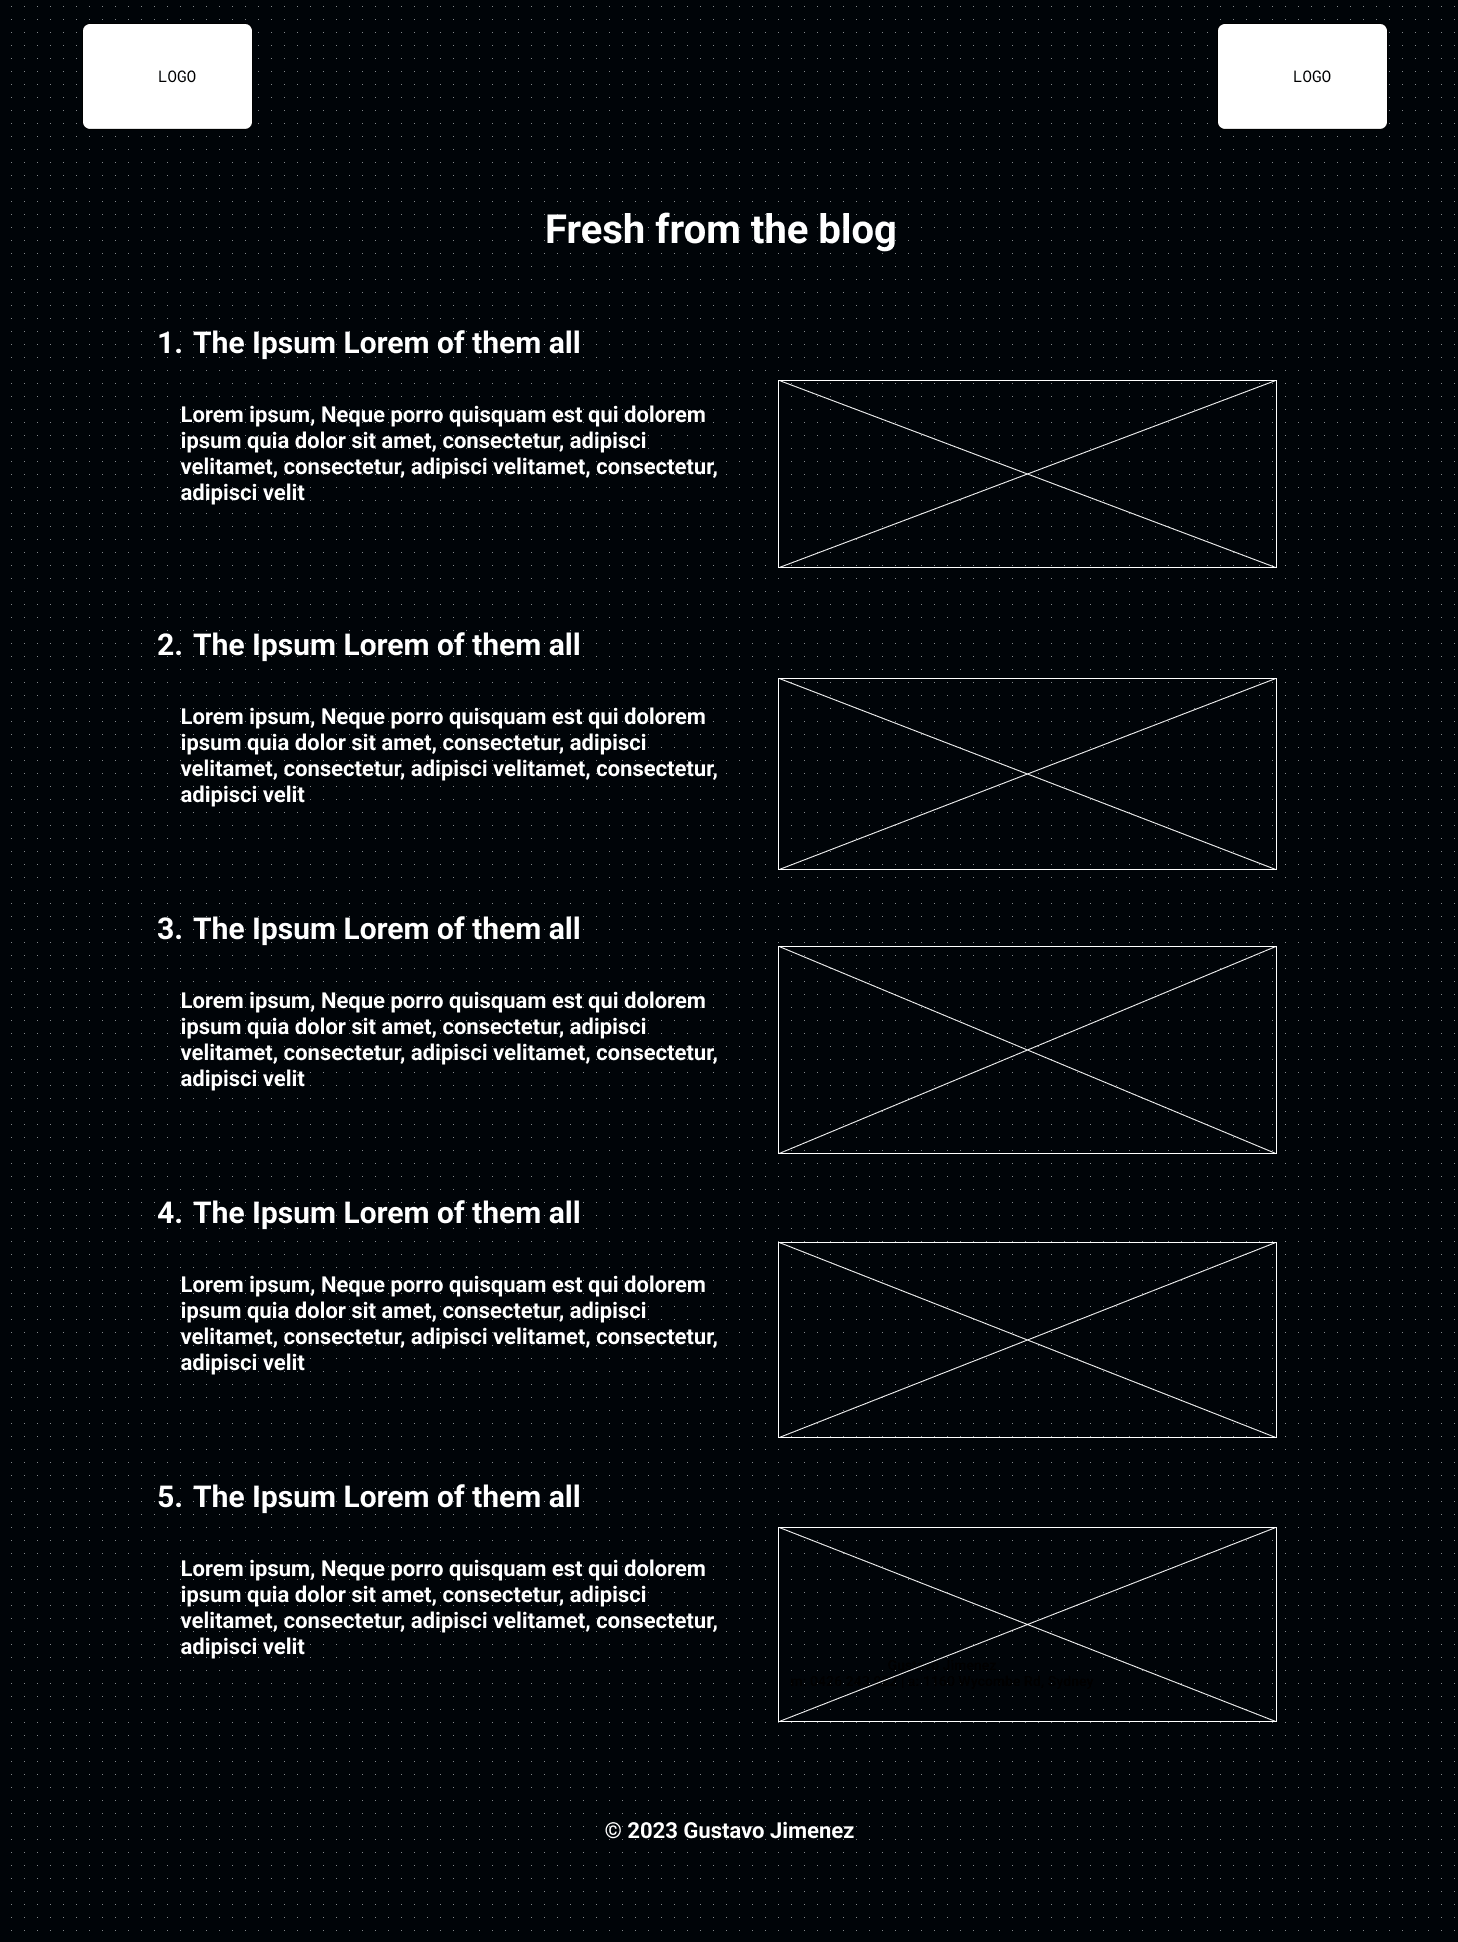 LOGO
LOGO
Fresh from the blog
1. The Ipsum Lorem of them all
Lorem ipsum, Neque porro quisquam est qui dolorem
ipsum quia dolor sit amet, consectetur, adipisci
velitamet, consectetur, adipisci velitamet, consectetur,
adipisci velit
2. The Ipsum Lorem of them all
Lorem ipsum, Neque porro quisquam est qui dolorem
ipsum quia dolor sit amet, consectetur, adipisci
velitamet, consectetur, adipisci velitamet, consectetur,
adipisci velit
3. The Ipsum Lorem of them all
Lorem ipsum, Neque porro quisquam est qui dolorem
ipsum quia dolor sit amet, consectetur, adipisci
velitamet, consectetur, adipisci velitamet, consectetur,
adipisci velit
4. The Ipsum Lorem of them all
Lorem ipsum, Neque porro quisquam est qui dolorem
ipsum quia dolor sit amet, consectetur, adipisci
velitamet, consectetur, adipisci velitamet, consectetur,
adipisci velit
5. The Ipsum Lorem of them all
Lorem ipsum, Neque porro quisquam est qui dolorem
ipsum quia dolor sit amet, consectetur, adipisci
velitamet, consectetur, adipisci velitamet, consectetur,
adipisci velit
© 2023 Gustavo Jimenez